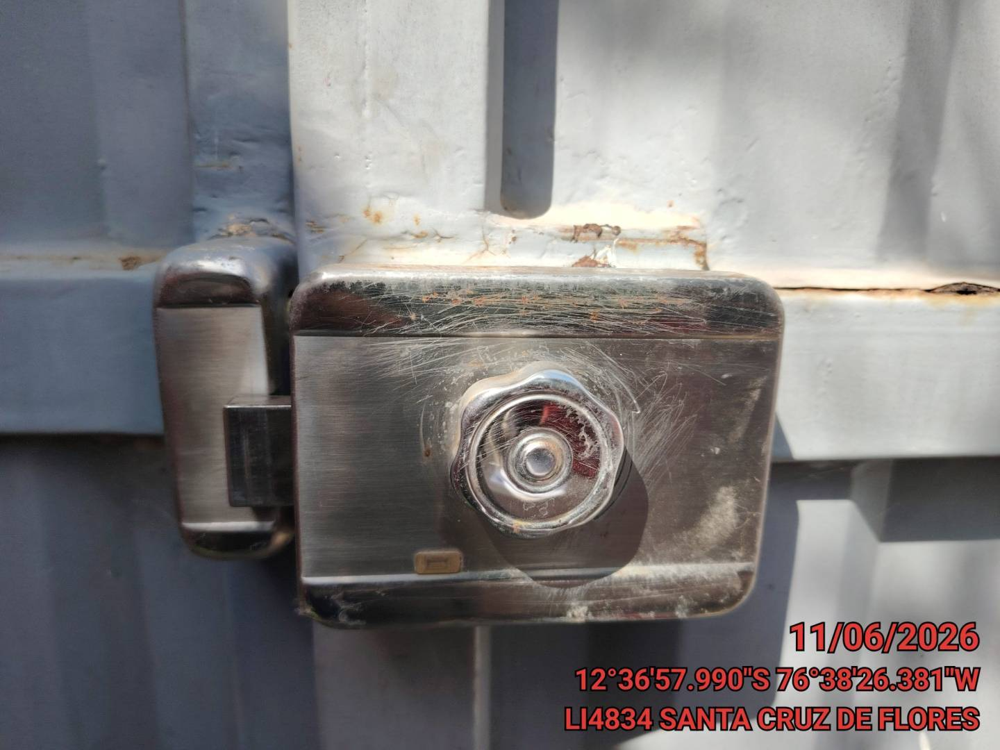 11/06/2026
12°36'57.990"S 76°38'26.381"W
LI4834 SANTA CRUZ DE FLORES